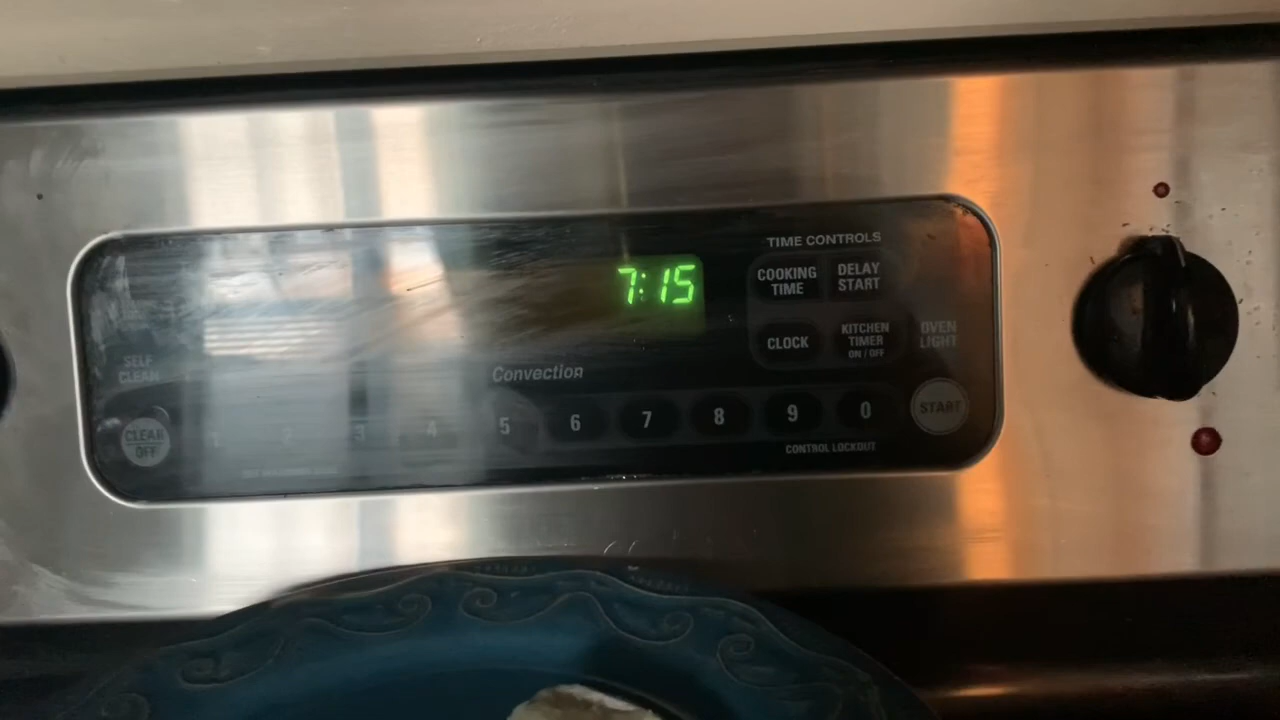 7:15
TIME CONTROLS
COOKING TIME
DELAY START
CLOCK
KITCHEN TIMER ON / OFF
OVEN LIGHT
SELF CLEAN
Convection
CLEAR OFF
1 2 3 4 5 6 7 8 9 0
START
CONTROL LOCKOUT